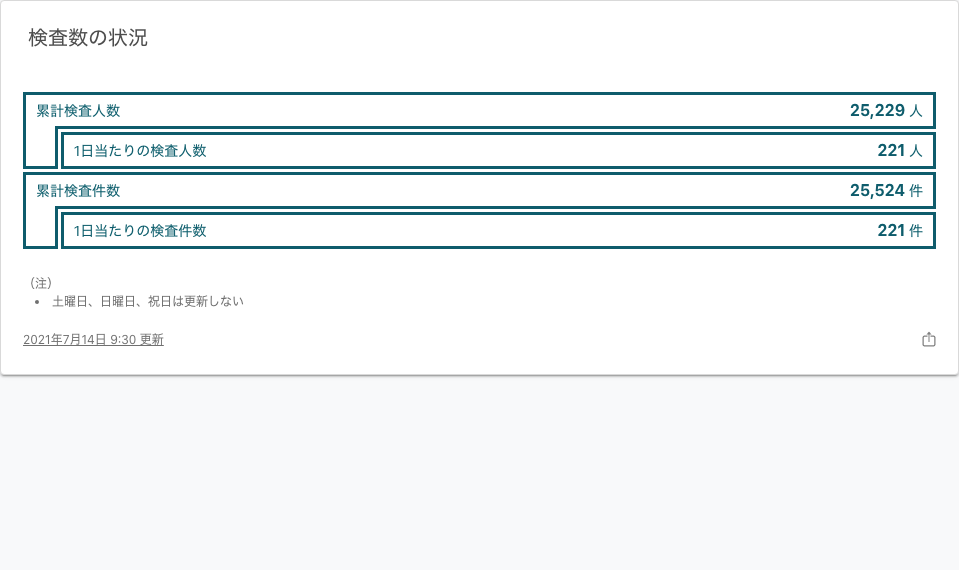 検査数の状況
累計検査人数 25,229 人
1日当たりの検査人数 221 人
累計検査件数 25,524 件
1日当たりの検査件数 221 件
（注）
• 土曜日、日曜日、祝日は更新しない
2021年7月14日 9:30 更新